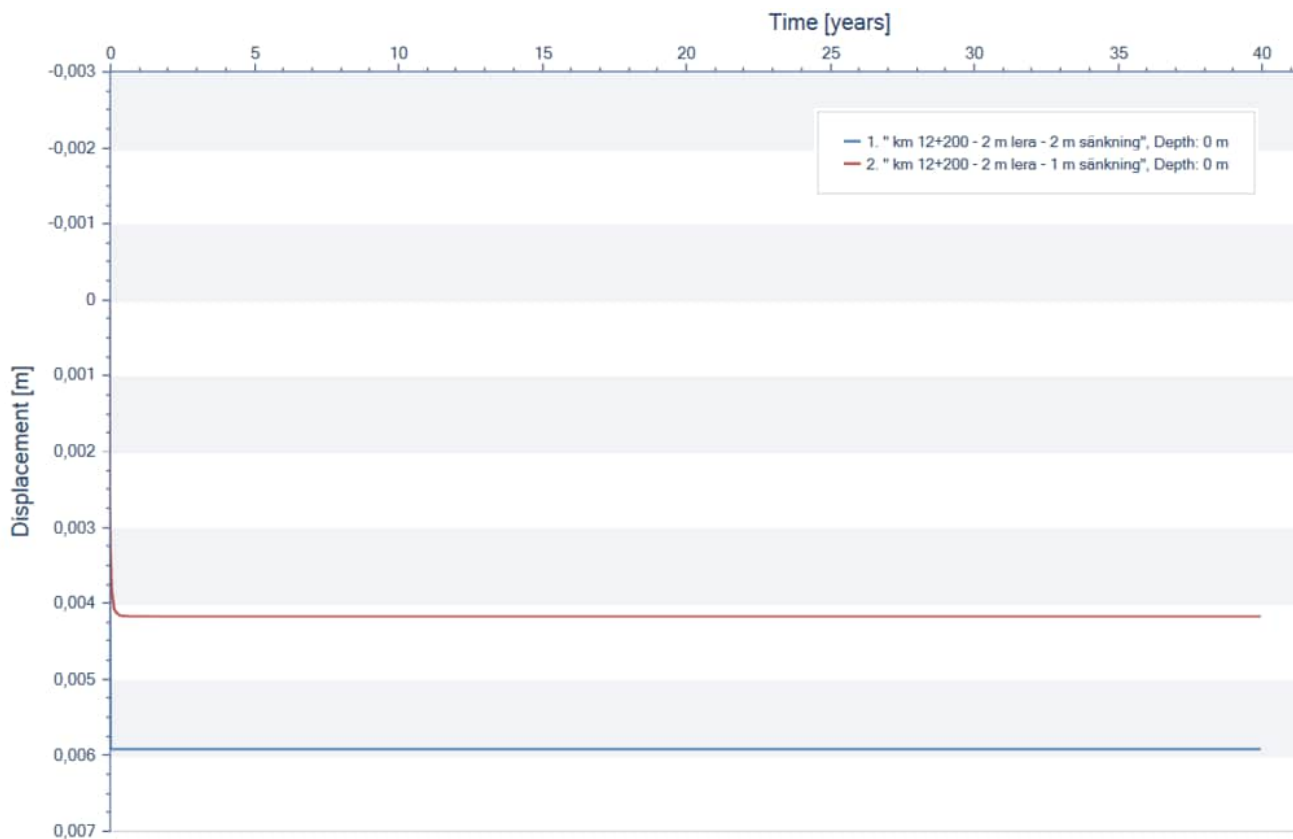 Time [years]
0 5 10 15 20 25 30 35 40
-0,003
-0,002
-0,001
0
0,001
0,002
0,003
0,004
0,005
0,006
0,007
Displacement [m]
1. " km 12+200 - 2 m lera - 2 m sänkning", Depth: 0 m
2. " km 12+200 - 2 m lera - 1 m sänkning", Depth: 0 m